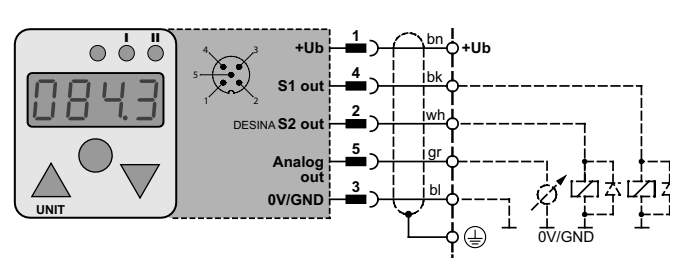 I II
084.3
UNIT
4 3
5
1 2
+Ub 1 bn +Ub
S1 out 4 bk
DESINA S2 out 2 wh
Analog out 5 gr
0V/GND 3 bl
0V/GND